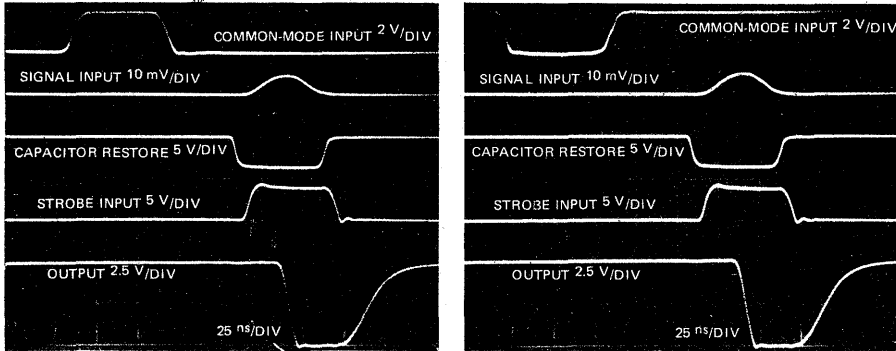 COMMON-MODE INPUT 2 V/DIV
SIGNAL INPUT 10 mV/DIV
CAPACITOR RESTORE 5 V/DIV
STROBE INPUT 5 V/DIV
OUTPUT 2.5 V/DIV
25 ns/DIV
COMMON-MODE INPUT 2 V/DIV
SIGNAL INPUT 10 mV/DIV
CAPACITOR RESTORE 5 V/DIV
STROBE INPUT 5 V/DIV
OUTPUT 2.5 V/DIV
25 ns/DIV